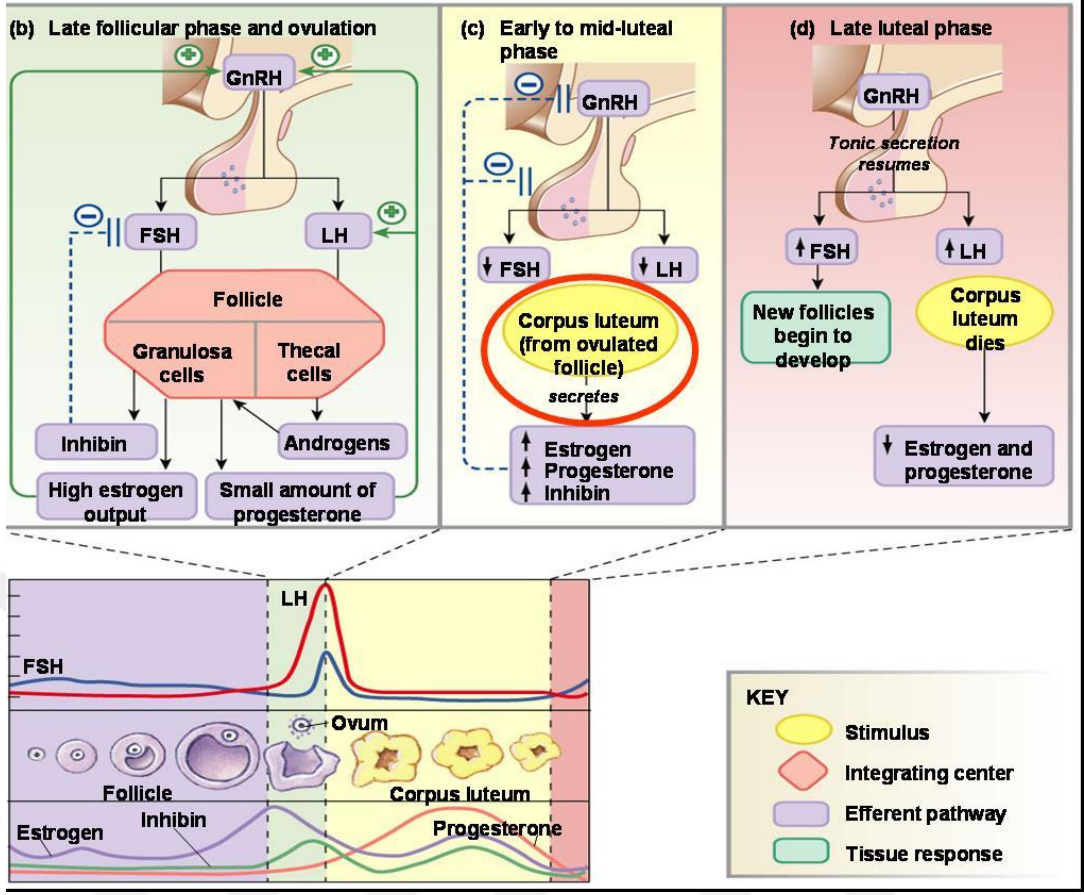 (b) Late follicular phase and ovulation
+
+
GnRH
−
FSH
LH
+
Follicle
Granulosa
cells
Thecal
cells
Inhibin
Androgens
High estrogen
output
Small amount of
progesterone
(c) Early to mid-luteal
phase
−
GnRH
−
FSH
LH
Corpus luteum
(from ovulated
follicle)
secretes
Estrogen
Progesterone
Inhibin
(d) Late luteal phase
GnRH
Tonic secretion
resumes
FSH
LH
New follicles
begin to
develop
Corpus
luteum
dies
Estrogen and
progesterone
LH
FSH
Ovum
Follicle
Corpus luteum
Estrogen
Inhibin
Progesterone
KEY
Stimulus
Integrating center
Efferent pathway
Tissue response